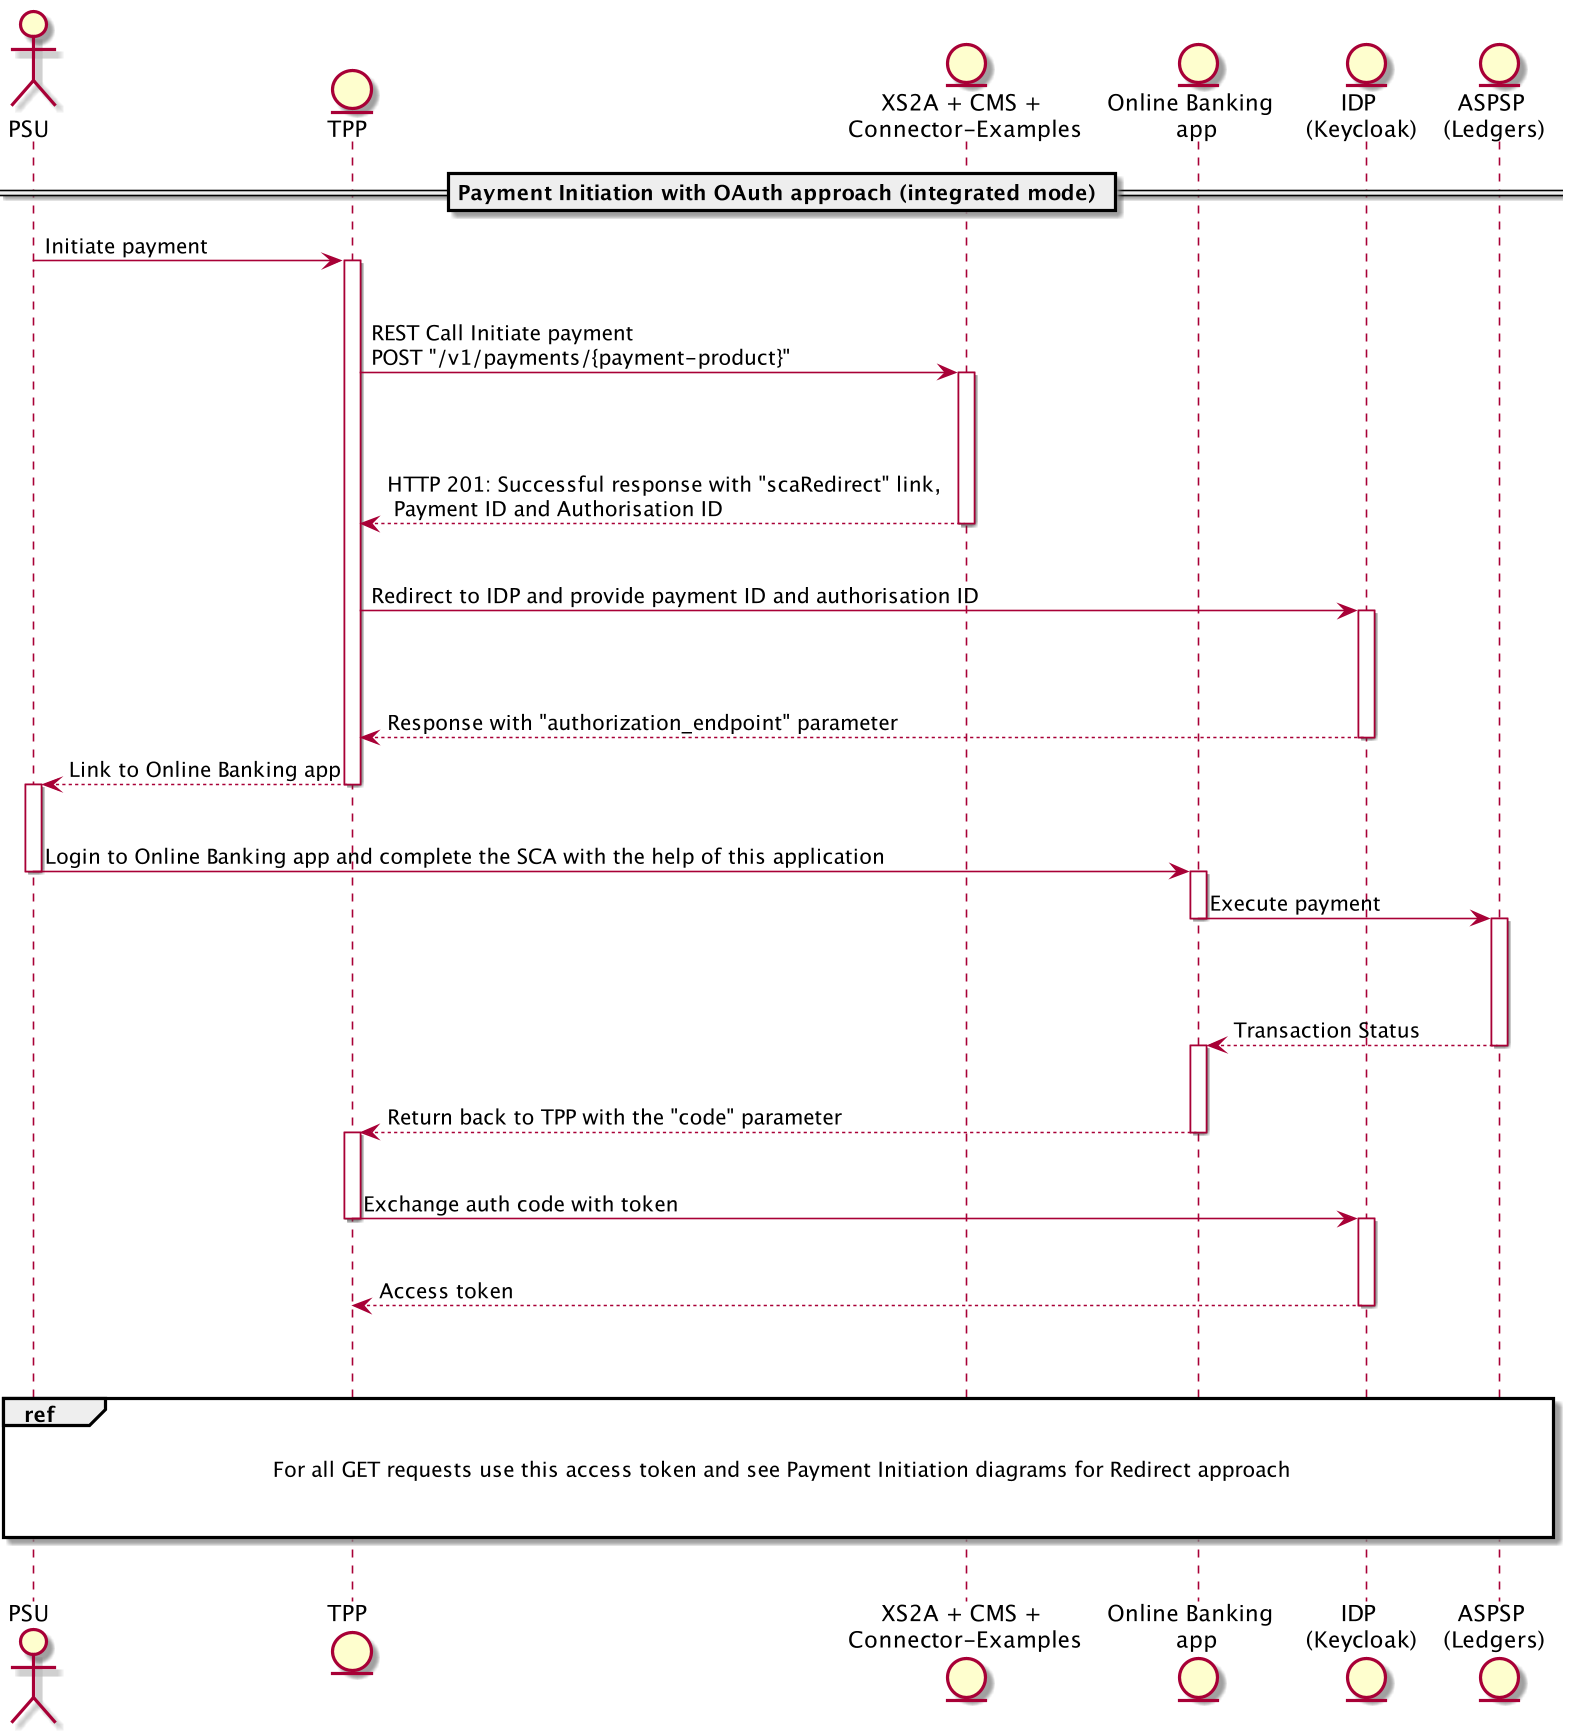 PSU
TPP
XS2A + CMS +
Connector-Examples
Online Banking
app
IDP
(Keycloak)
ASPSP
(Ledgers)
Payment Initiation with OAuth approach (integrated mode)
Initiate payment
REST Call Initiate payment
POST "/v1/payments/{payment-product}"
HTTP 201: Successful response with "scaRedirect" link,
Payment ID and Authorisation ID
Redirect to IDP and provide payment ID and authorisation ID
Response with "authorization_endpoint" parameter
Link to Online Banking app
Login to Online Banking app and complete the SCA with the help of this application
Execute payment
Transaction Status
Return back to TPP with the "code" parameter
Exchange auth code with token
Access token
ref
For all GET requests use this access token and see Payment Initiation diagrams for Redirect approach
PSU
TPP
XS2A + CMS +
Connector-Examples
Online Banking
app
IDP
(Keycloak)
ASPSP
(Ledgers)